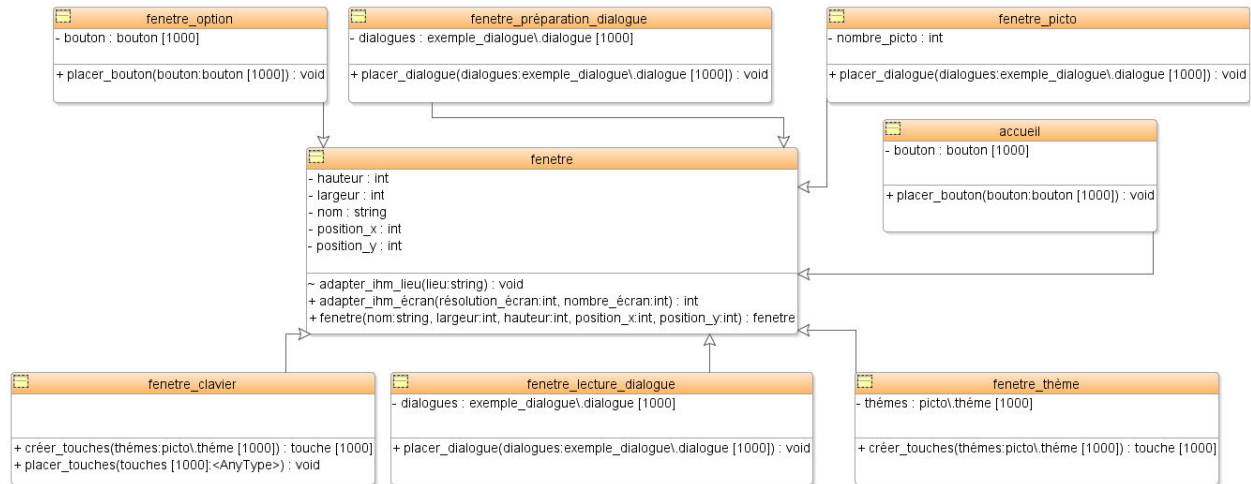 fenetre_option
- bouton : bouton [1000]
+ placer_bouton(bouton:bouton [1000]) : void
fenetre_préparation_dialogue
- dialogues : exemple_dialogue\.dialogue [1000]
+ placer_dialogue(dialogues:exemple_dialogue\.dialogue [1000]) : void
fenetre_picto
- nombre_picto : int
+ placer_dialogue(dialogues:exemple_dialogue\.dialogue [1000]) : void
accueil
- bouton : bouton [1000]
+ placer_bouton(bouton:bouton [1000]) : void
fenetre
- hauteur : int
- largeur : int
- nom : string
- position_x : int
- position_y : int
~ adapter_ihm_lieu(lieu:string) : void
+ adapter_ihm_écran(résolution_écran:int, nombre_écran:int) : int
+ fenetre(nom:string, largeur:int, hauteur:int, position_x:int, position_y:int) : fenetre
fenetre_clavier
+ créer_touches(thémes:picto\.théme [1000]) : touche [1000]
+ placer_touches(touches [1000]:<AnyType>) : void
fenetre_lecture_dialogue
- dialogues : exemple_dialogue\.dialogue [1000]
+ placer_dialogue(dialogues:exemple_dialogue\.dialogue [1000]) : void
fenetre_thème
- thémes : picto\.théme [1000]
+ créer_touches(thémes:picto\.théme [1000]) : touche [1000]